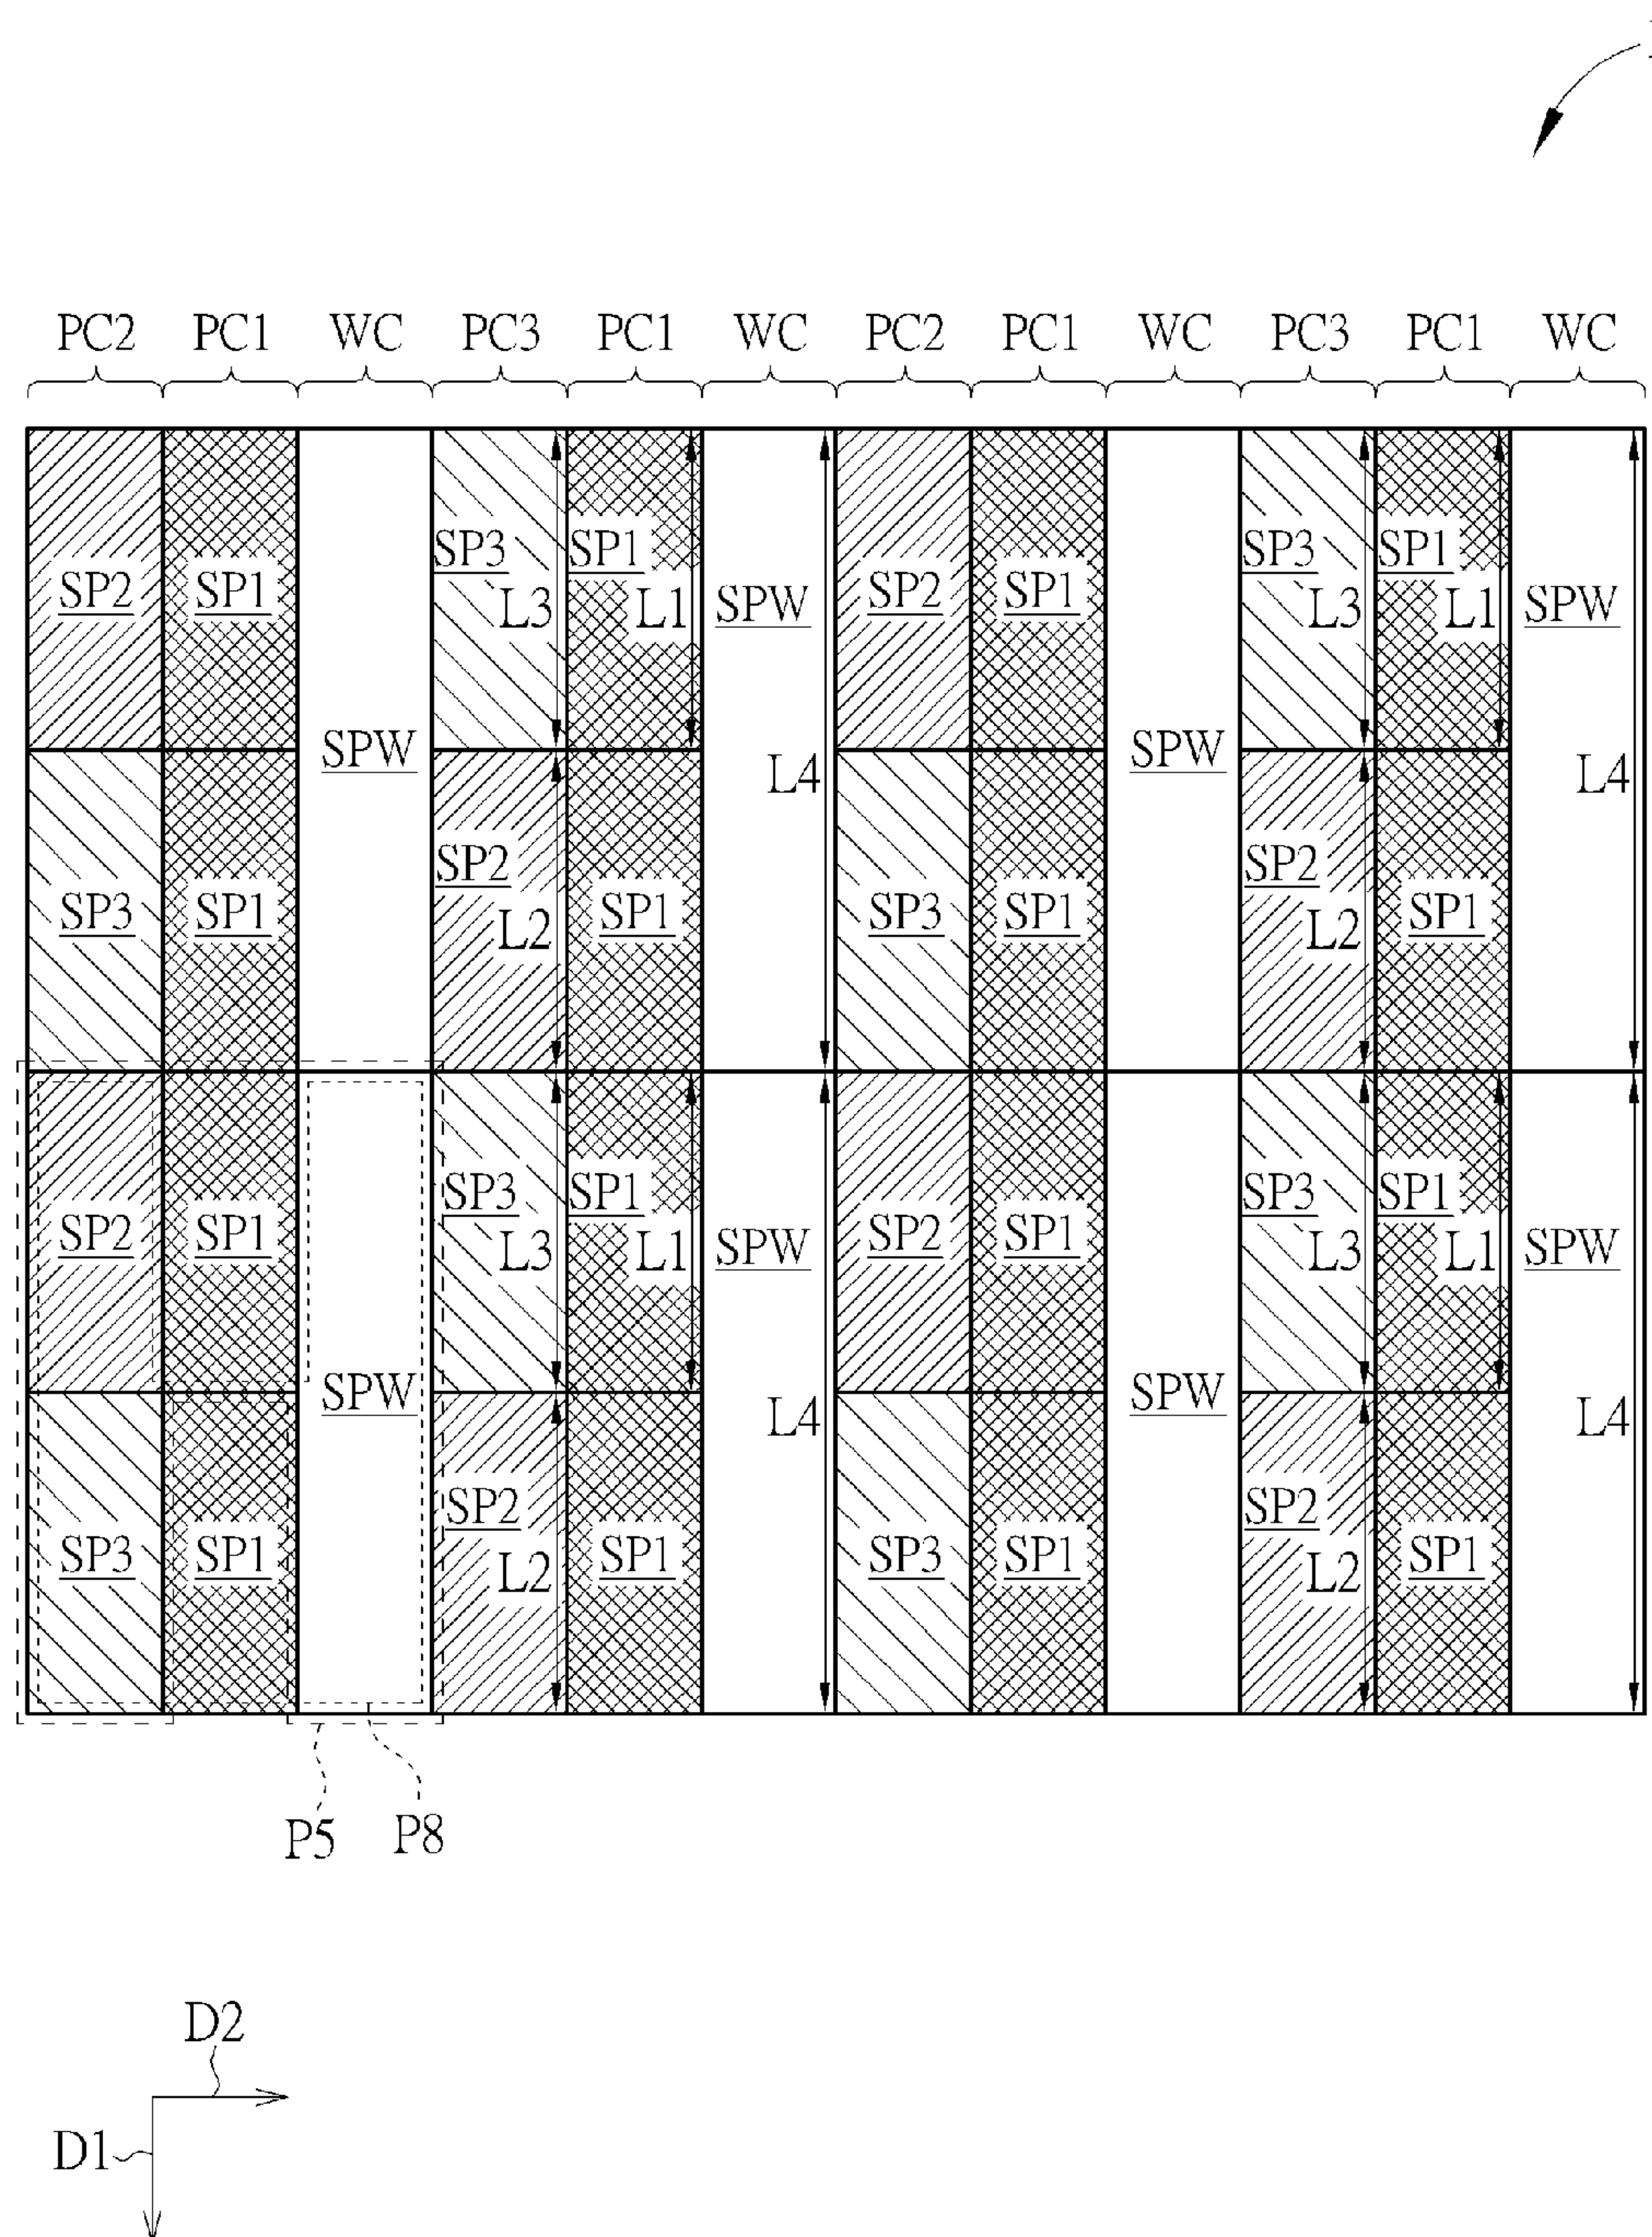 PC2 PC1 WC PC3 PC1 WC PC2 PC1 WC PC3 PC1 WC
SP3 SP1 SP3 SP1
SP2 SP1 L3 L1 SPW SP2 SP1 L3 L1 SPW
SPW L4 SPW L4
SP2 SP2
SP3 SP1 L2 SP1 SP3 SP1 L2 SP1
SP3 SP1 SP3 SP1
SP2 SP1 L3 L1 SPW SP2 SP1 L3 L1 SPW
SPW L4 SPW L4
SP2 SP2
SP3 SP1 L2 SP1 SP3 SP1 L2 SP1
P5 P8
D2
D1